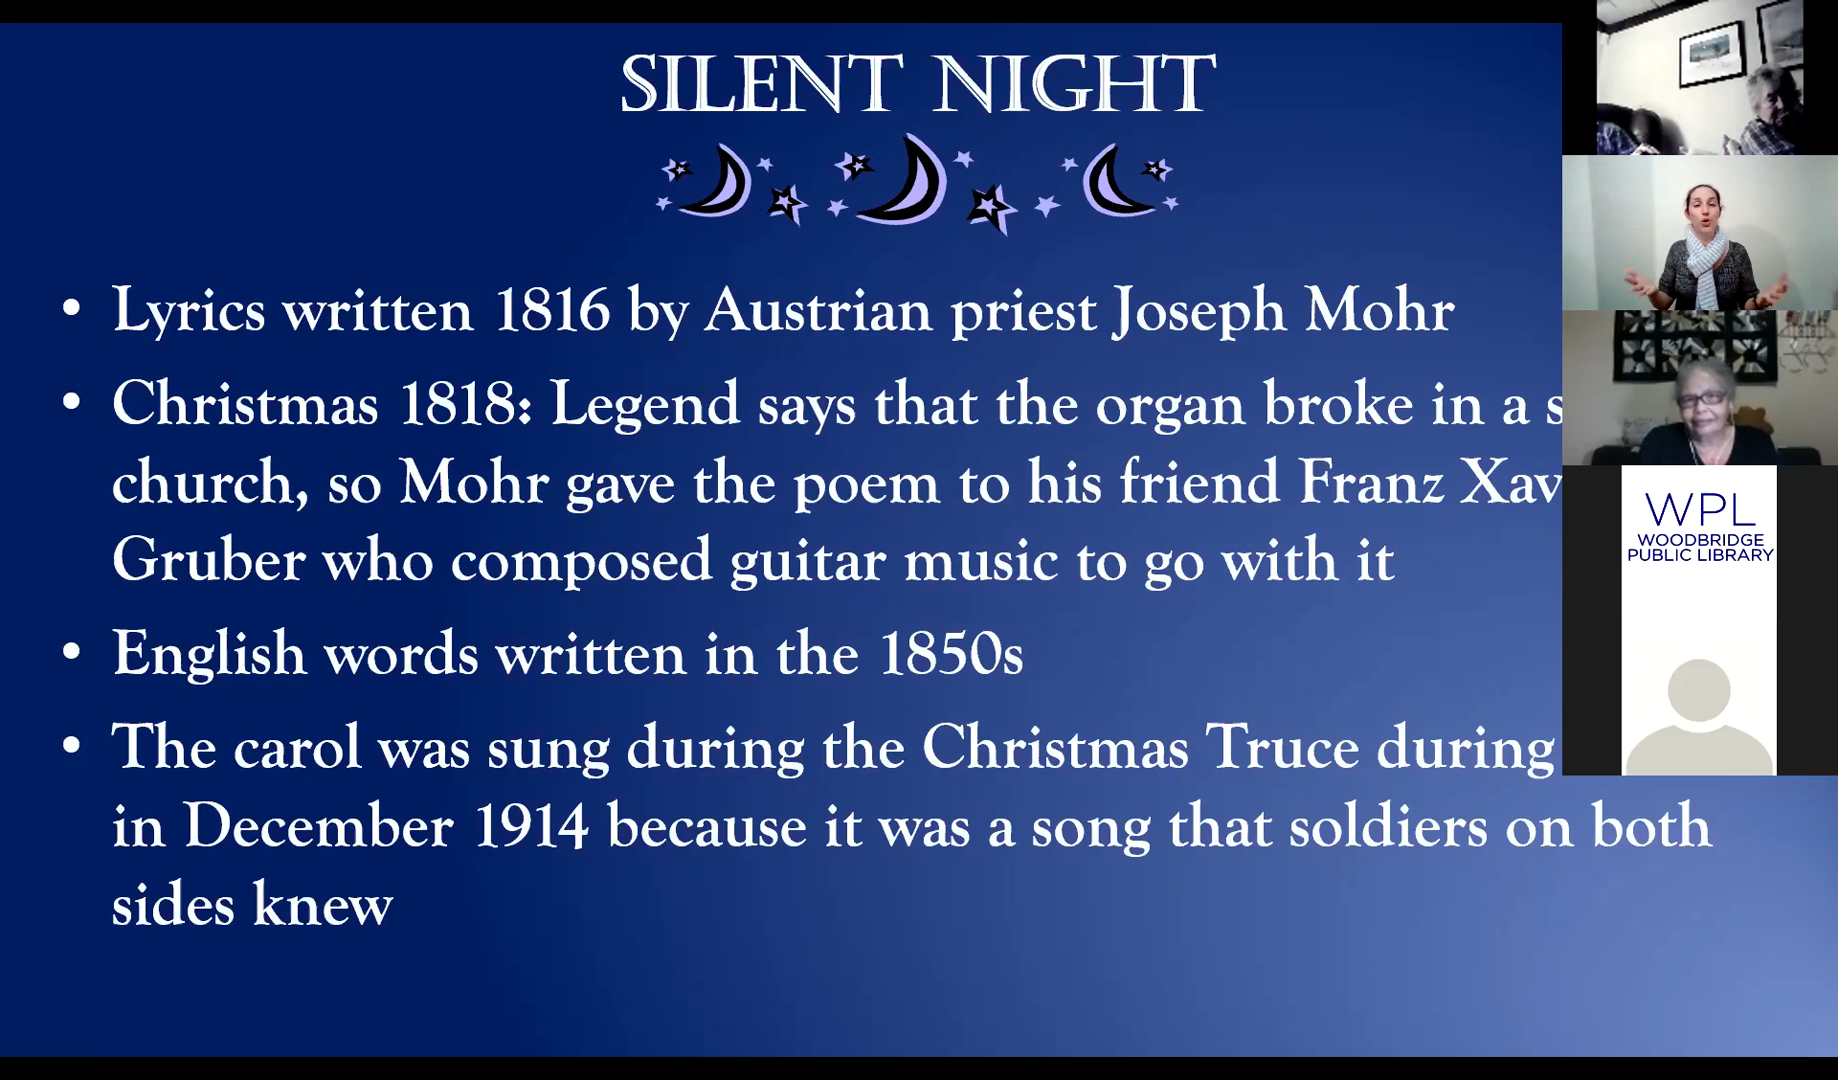 SILENT NIGHT
• Lyrics written 1816 by Austrian priest Joseph Mohr
• Christmas 1818: Legend says that the organ broke in a
church, so Mohr gave the poem to his friend Franz
Gruber who composed guitar music to go with it
• English words written in the 1850s
• The carol was sung during the Christmas Truce during
in December 1914 because it was a song that soldiers on both
sides knew
WPL
WOODBRIDGE
PUBLIC LIBRARY